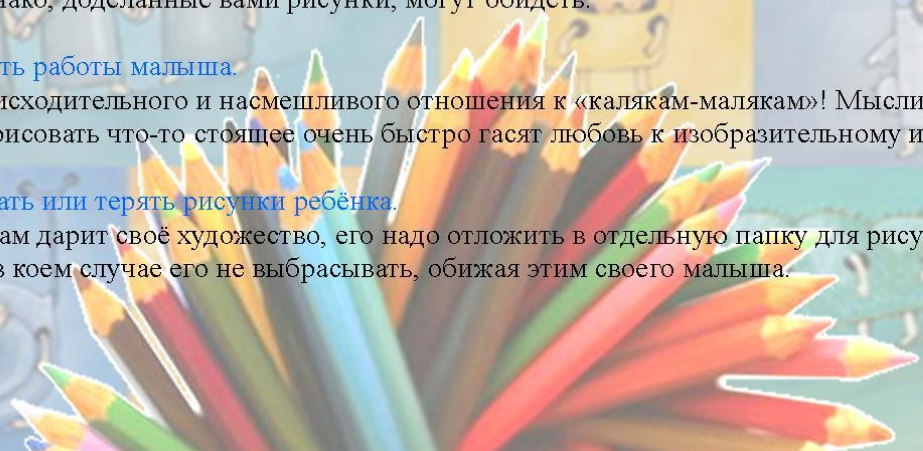 доделанные вами рисунки, могут обидеть.
ть работы малыша.
исходительного и насмешливого отношения к «калякам-малякам»! Мысли
рисовать что-то стоящее очень быстро гасят любовь к изобразительному и
ать или терять рисунки ребёнка.
ам дарит своё художество, его надо отложить в отдельную папку для рису
в коем случае его не выбрасывать, обижая этим своего малыша.